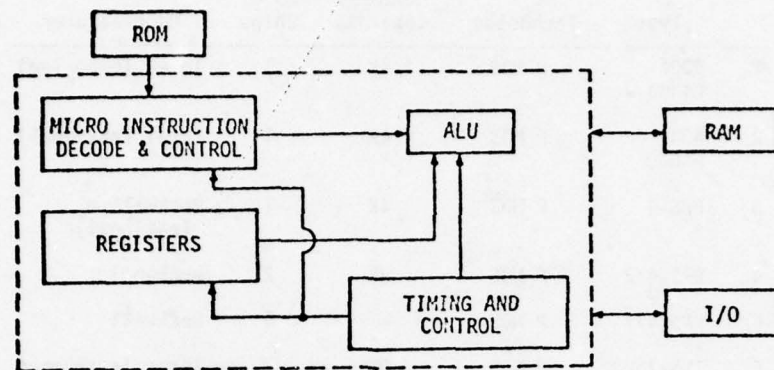 ROM
MICRO INSTRUCTION
DECODE & CONTROL
ALU
RAM
REGISTERS
TIMING AND
CONTROL
I/O